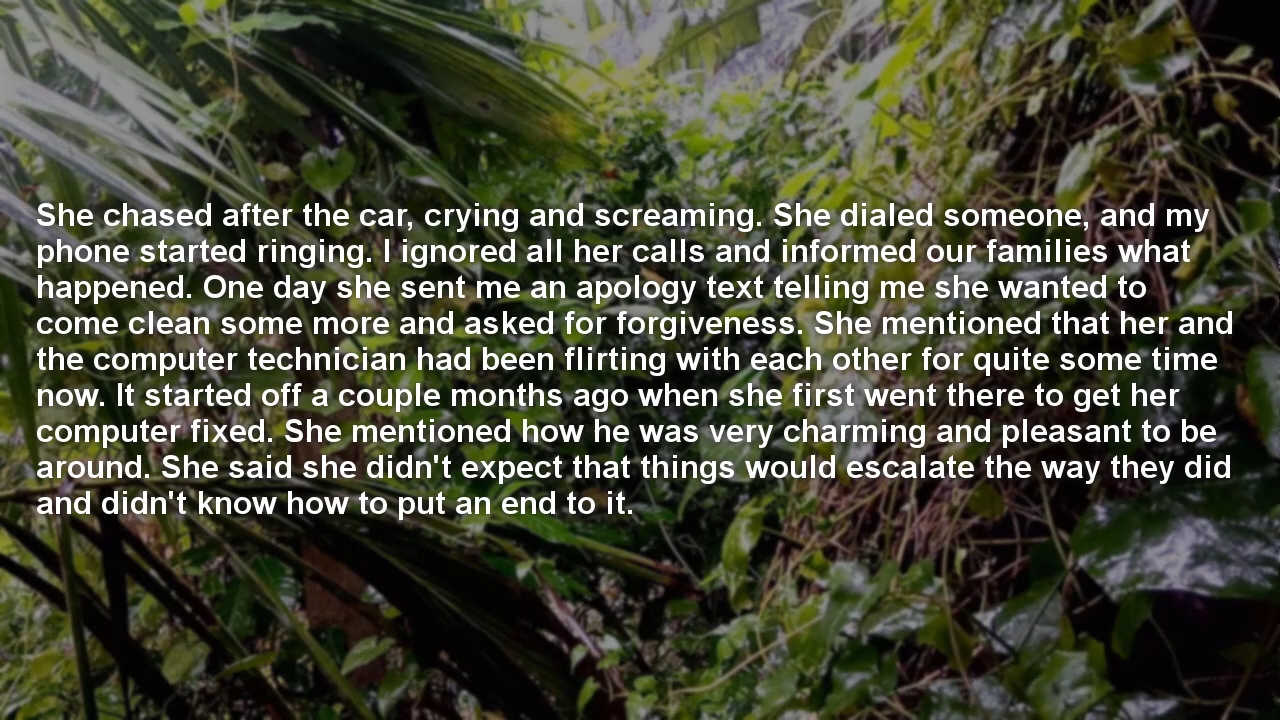 She chased after the car, crying and screaming. She dialed someone, and my
phone started ringing. I ignored all her calls and informed our families what
happened. One day she sent me an apology text telling me she wanted to
come clean some more and asked for forgiveness. She mentioned that her and
the computer technician had been flirting with each other for quite some time
now. It started off a couple months ago when she first went there to get her
computer fixed. She mentioned how he was very charming and pleasant to be
around. She said she didn't expect that things would escalate the way they did
and didn't know how to put an end to it.